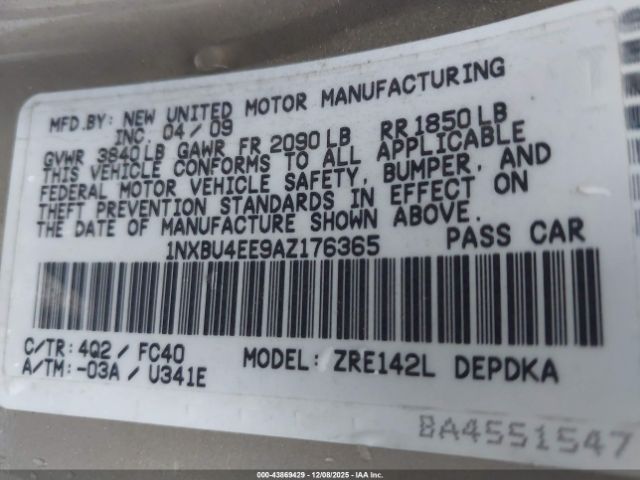 MFD.BY: NEW UNITED MOTOR MANUFACTURING
INC. 04/09
GVWR 3840LB GAWR FR 2090LB RR 1850LB
THIS VEHICLE CONFORMS TO ALL APPLICABLE
FEDERAL MOTOR VEHICLE SAFETY, BUMPER, AND
THEFT PREVENTION STANDARDS IN EFFECT ON
THE DATE OF MANUFACTURE SHOWN ABOVE.
1NXBU4EE9AZ176365 PASS CAR
C/TR: 4Q2 / FC40
A/TM: -03A / U341E
MODEL: ZRE142L DEPDKA
BA4551547
000-43869429 - 12/08/2025 - IAA Inc.